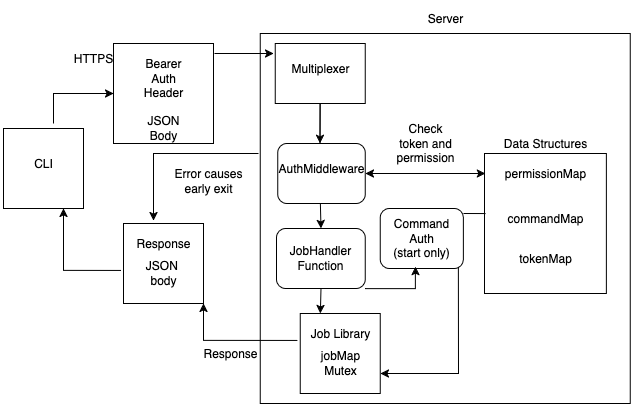 Server
HTTPS
Bearer
Auth
Header
JSON
Body
Multiplexer
CLI
AuthMiddleware
Check
token and
permission
Data Structures
permissionMap
commandMap
tokenMap
Error causes
early exit
Command
Auth
(start only)
Response
JSON
body
JobHandler
Function
Job Library
jobMap
Mutex
Response